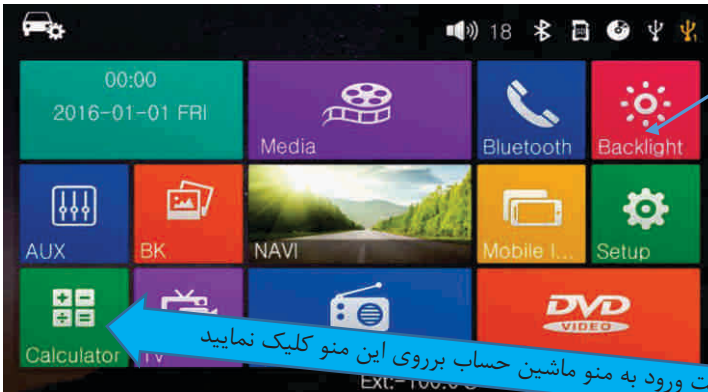 18
00:00
2016-01-01 FRI
Media
Bluetooth
Backlight
AUX
BK
NAVI
Mobile I...
Setup
Calculator
TV
DVD
VIDEO
ورود به منو ماشین حساب برروی این منو کلیک نمایید